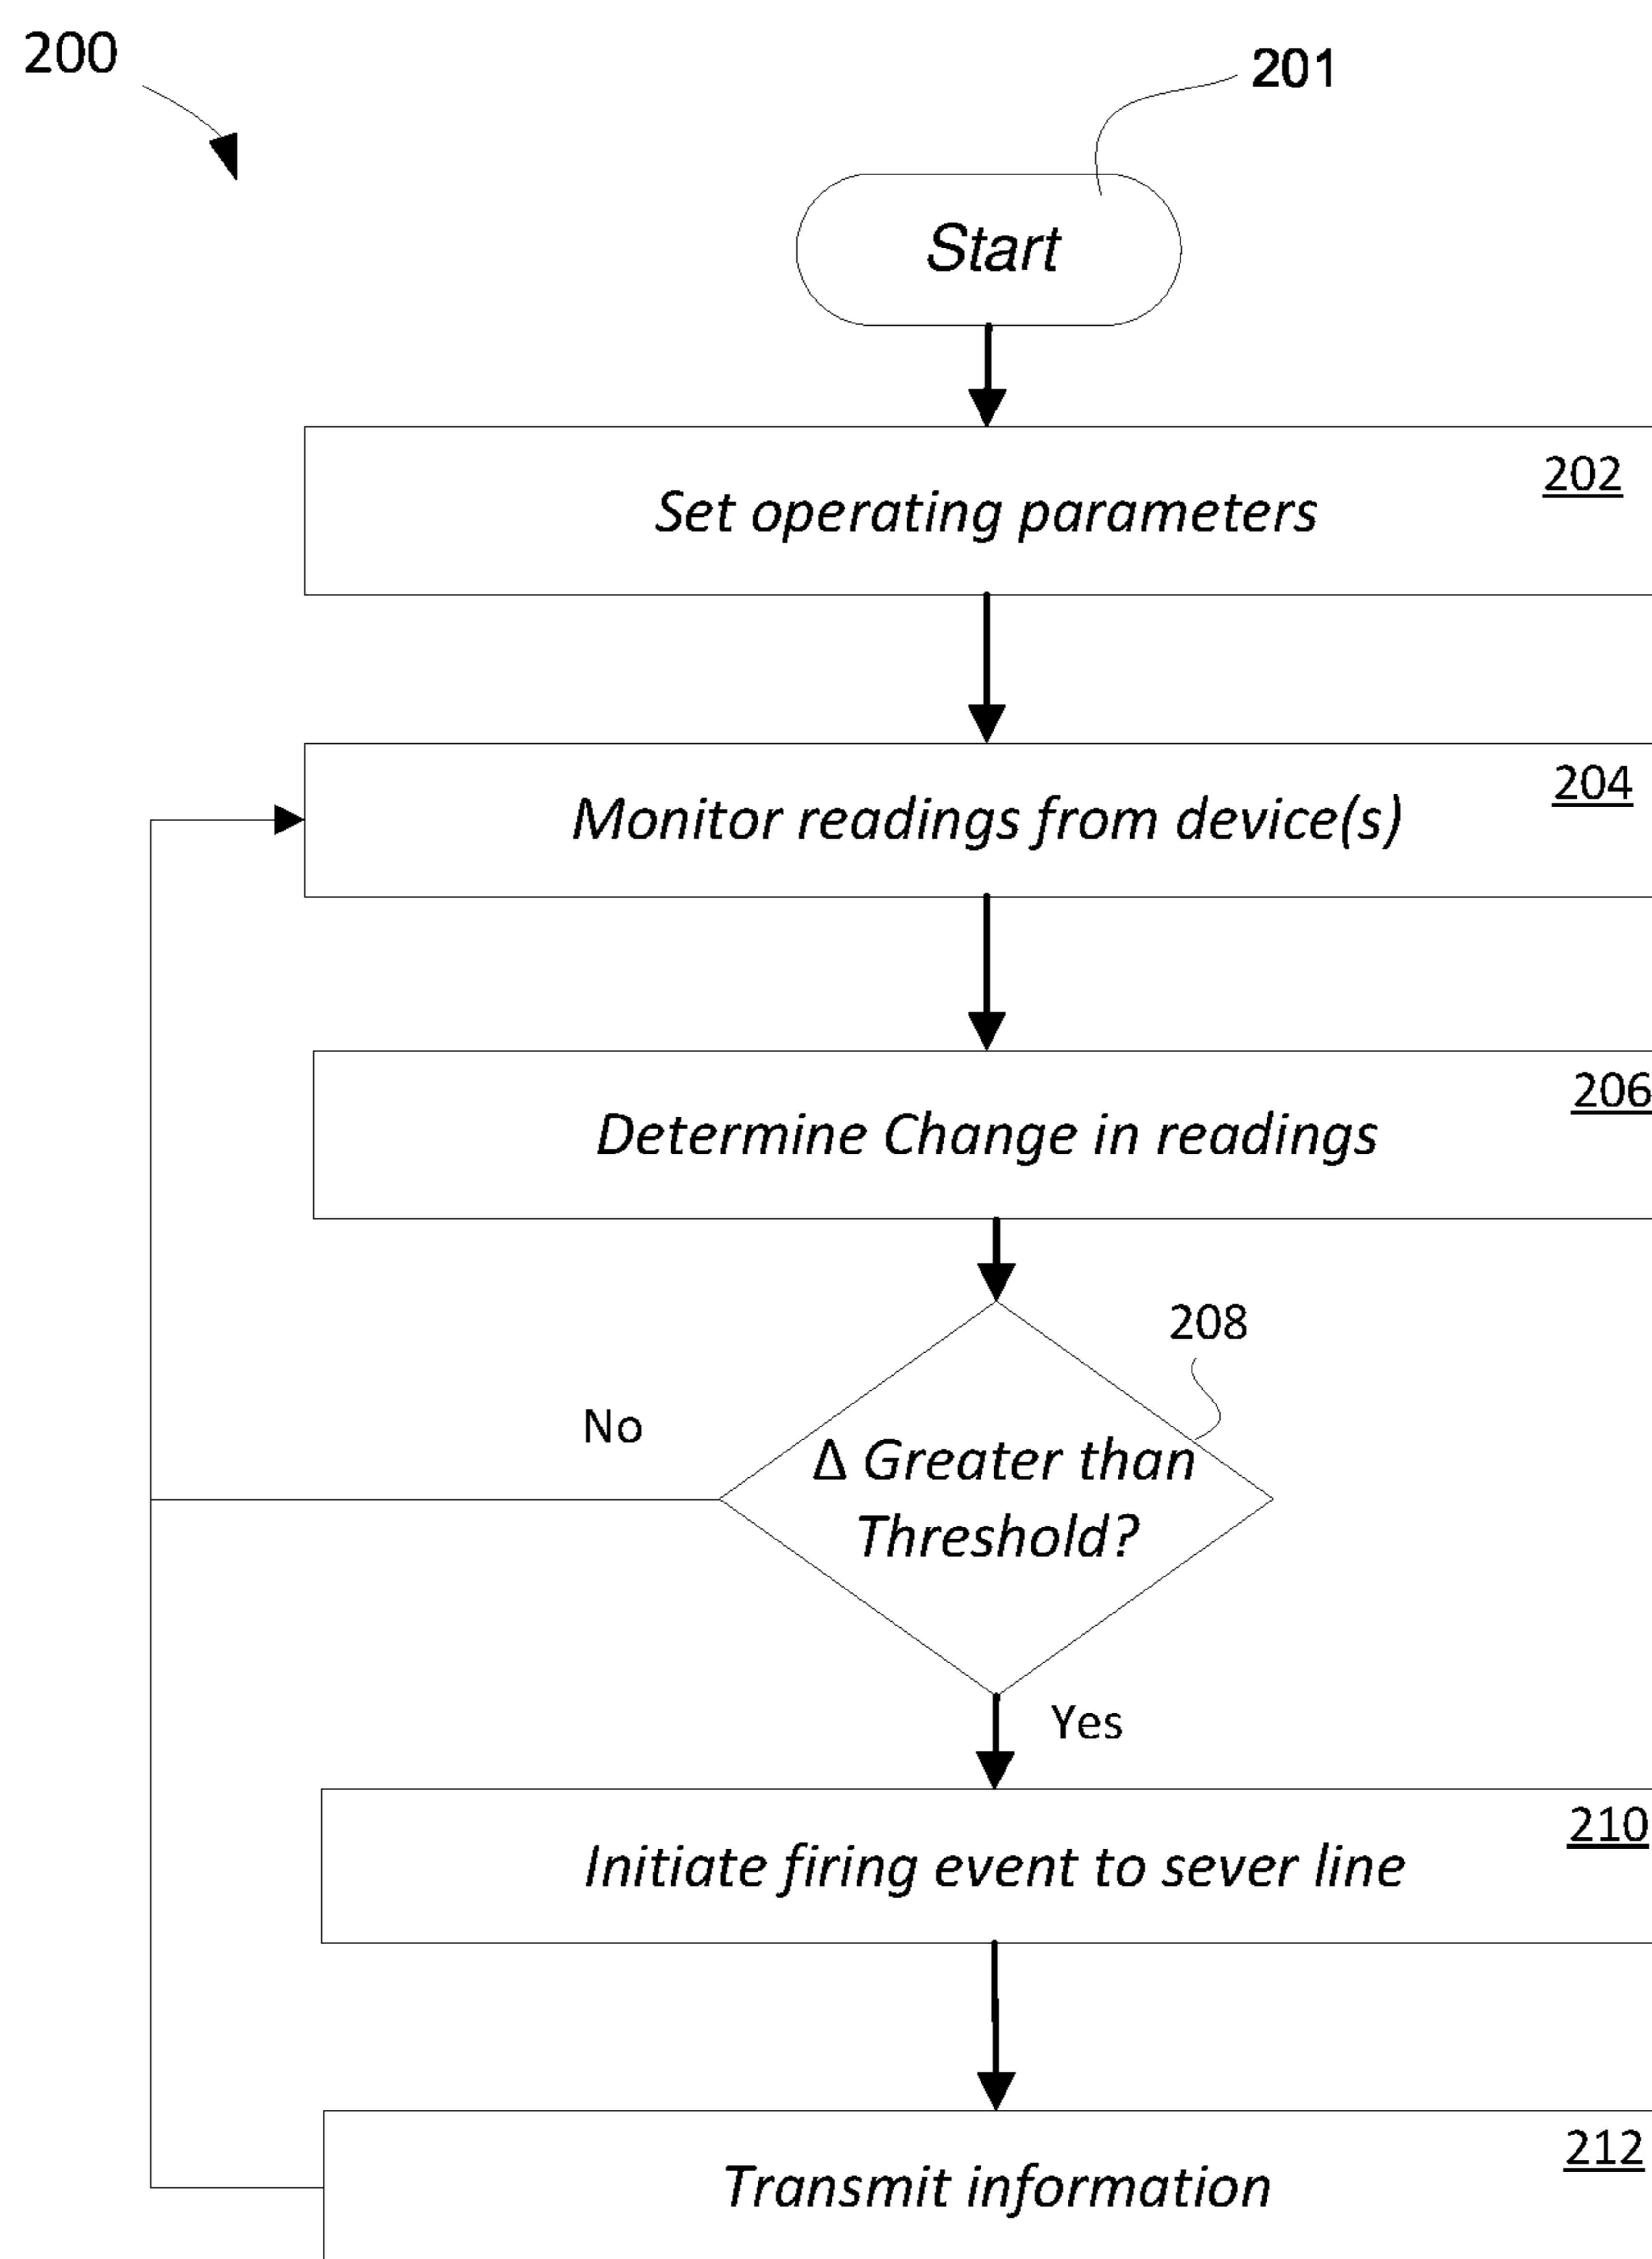 200
201
Start
202
Set operating parameters
204
Monitor readings from device(s)
206
Determine Change in readings
208
No
Δ Greater than
Threshold?
Yes
210
Initiate firing event to sever line
212
Transmit information